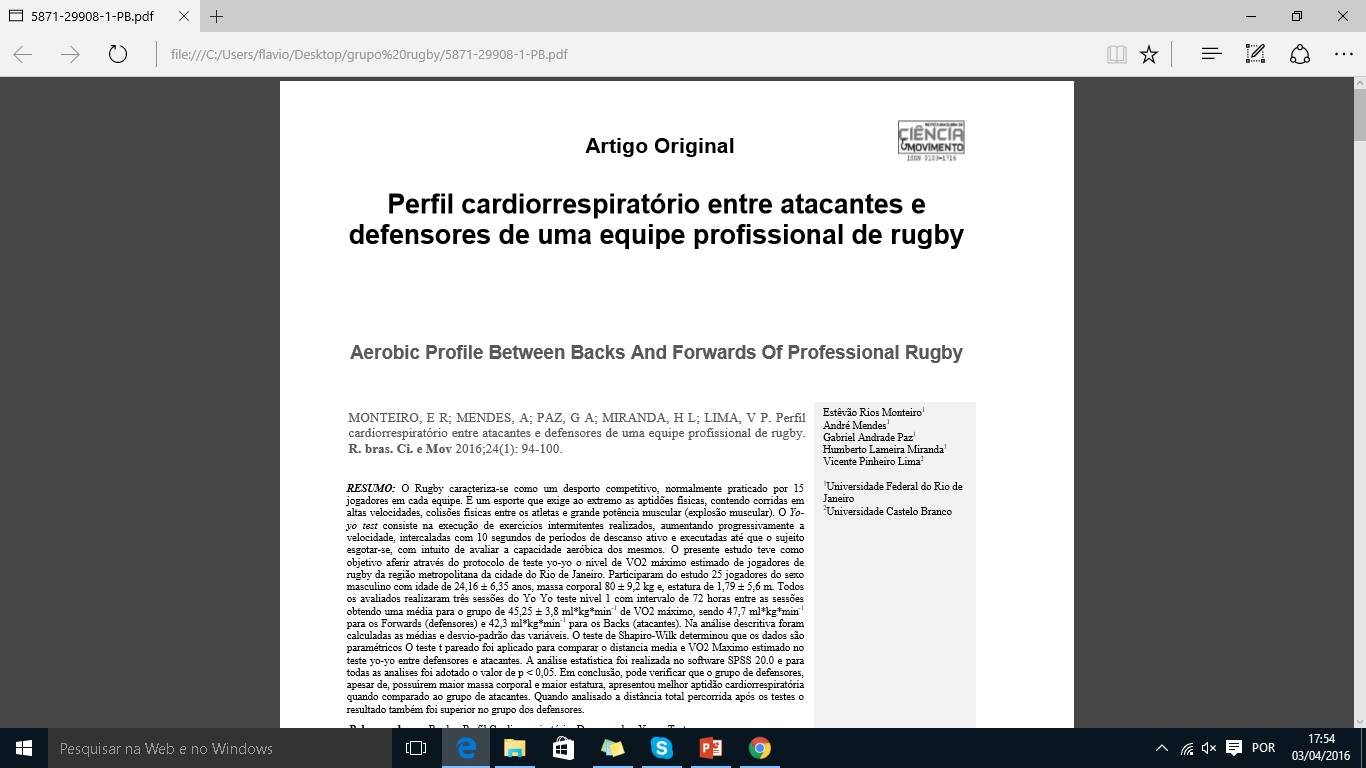 5871-29908-1-PB.pdf
file:///C:/Users/flavio/Desktop/grupo%20rugby/5871-29908-1-PB.pdf
Artigo Original
CIÊNCIA
MOVIMENTO
ISSN 0103-1716
Perfil cardiorrespiratório entre atacantes e
defensores de uma equipe profissional de rugby
Aerobic Profile Between Backs And Forwards Of Professional Rugby
MONTEIRO, E R; MENDES, A; PAZ, G A; MIRANDA, H L; LIMA, V P. Perfil
cardiorrespiratório entre atacantes e defensores de uma equipe profissional de rugby.
R. bras. Ci. e Mov 2016;24(1): 94-100.
RESUMO: O Rugby caracteriza-se como um desporto competitivo, normalmente praticado por 15
jogadores em cada equipe. É um esporte que exige ao extremo as aptidões físicas, contendo corridas em
altas velocidades, colisões físicas entre os atletas e grande potência muscular (explosão muscular). O Yo-
yo test consiste na execução de exercícios intermitentes realizados, aumentando progressivamente a
velocidade, intercaladas com 10 segundos de períodos de descanso ativo e executadas até que o sujeito
esgotar-se, com intuito de avaliar a capacidade aeróbica dos mesmos. O presente estudo teve como
objetivo aferir através do protocolo de teste yo-yo o nível de VO2 máximo estimado de jogadores de
rugby da região metropolitana da cidade do Rio de Janeiro. Participaram do estudo 25 jogadores do sexo
masculino com idade de 24,16 ± 6,35 anos, massa corporal 80 ± 9,2 kg e, estatura de 1,79 ± 5,6 m. Todos
os avaliados realizaram três sessões do Yo Yo teste nível 1 com intervalo de 72 horas entre as sessões
obtendo uma média para o grupo de 45,25 ± 3,8 ml*kg*min-1 de VO2 máximo, sendo 47,7 ml*kg*min-1
para os Forwards (defensores) e 42,3 ml*kg*min-1 para os Backs (atacantes). Na análise descritiva foram
calculadas as médias e desvio-padrão das variáveis. O teste de Shapiro-Wilk determinou que os dados são
paramétricos O teste t pareado foi aplicado para comparar o distancia media e VO2 Maximo estimado no
teste yo-yo entre defensores e atacantes. A análise estatística foi realizada no software SPSS 20.0 e para
todas as analises foi adotado o valor de p < 0,05. Em conclusão, pode verificar que o grupo de defensores,
apesar de, possuírem maior massa corporal e maior estatura, apresentou melhor aptidão cardiorrespiratória
quando comparado ao grupo de atacantes. Quando analisado a distância total percorrida após os testes o
resultado também foi superior no grupo dos defensores.
Estêvão Rios Monteiro1
André Mendes1
Gabriel Andrade Paz1
Humberto Lameira Miranda1
Vicente Pinheiro Lima2
1Universidade Federal do Rio de
Janeiro
2Universidade Castelo Branco
Pesquisar na Web e no Windows
POR
17:54
03/04/2016